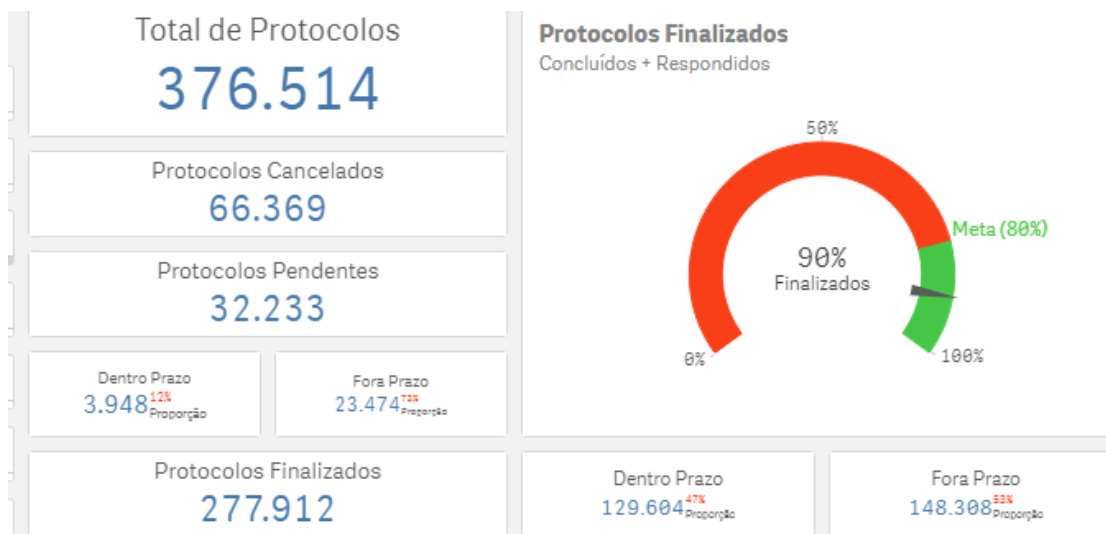 Total de Protocolos
376.514
Protocolos Cancelados
66.369
Protocolos Pendentes
32.233
Dentro Prazo
3.948 12%
Proporção
Fora Prazo
23.474 73%
Proporção
Protocolos Finalizados
277.912
Protocolos Finalizados
Concluídos + Respondidos
50%
Meta (80%)
90%
Finalizados
0%
100%
Dentro Prazo
129.604 47%
Proporção
Fora Prazo
148.308 53%
Proporção